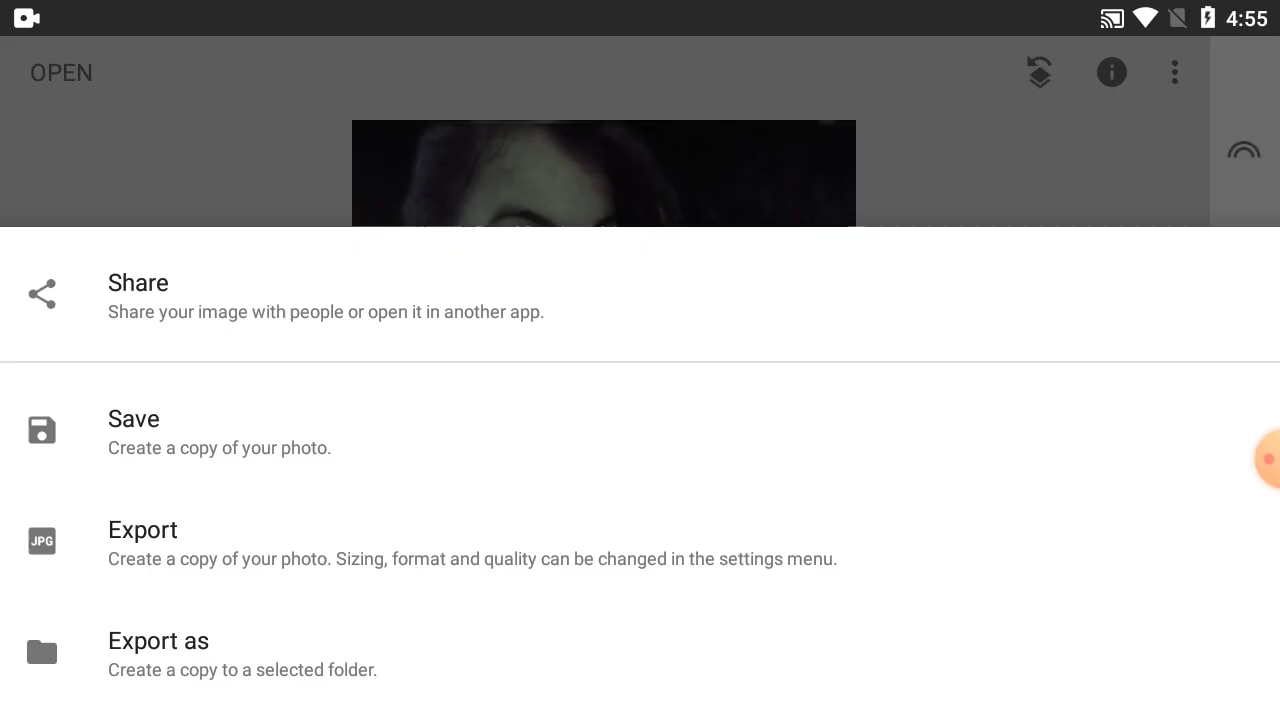 4:55
OPEN
Share
Share your image with people or open it in another app.
Save
Create a copy of your photo.
JPG
Export
Create a copy of your photo. Sizing, format and quality can be changed in the settings menu.
Export as
Create a copy to a selected folder.